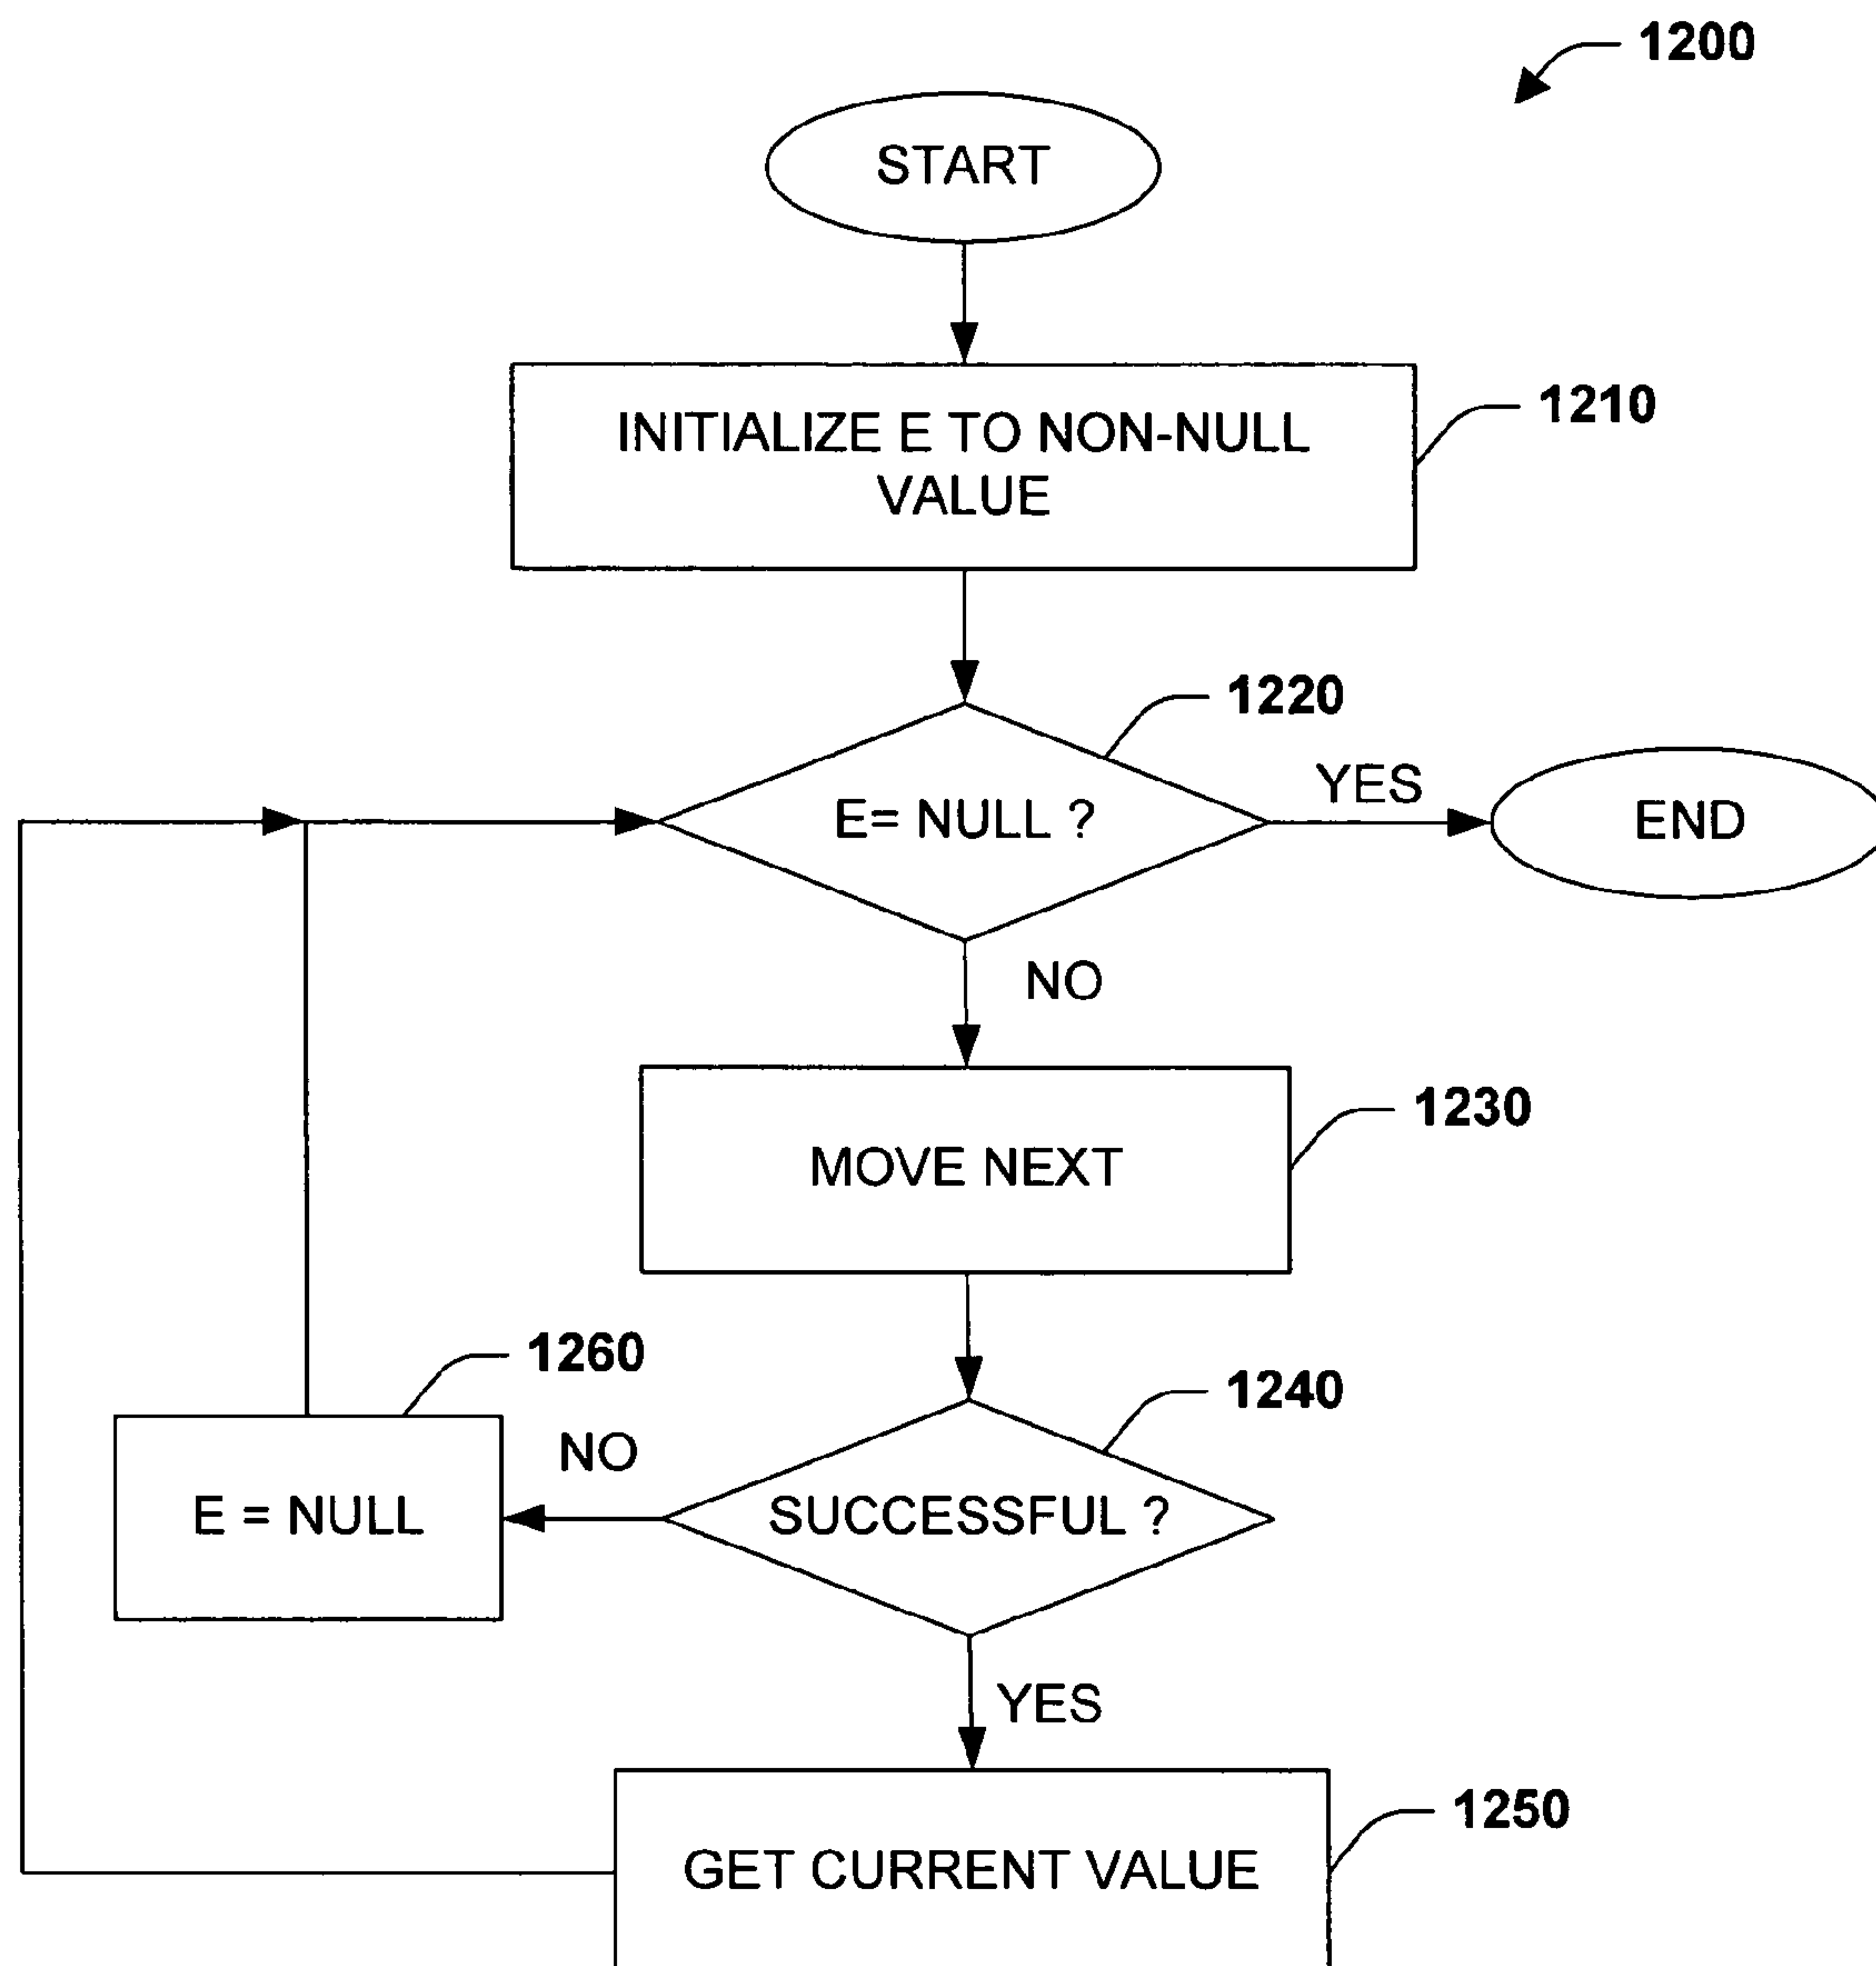 1200
START
INITIALIZE E TO NON-NULL
VALUE
1210
1220
E= NULL ?
YES
END
NO
MOVE NEXT
1230
1260
1240
NO
E = NULL
SUCCESSFUL ?
YES
1250
GET CURRENT VALUE